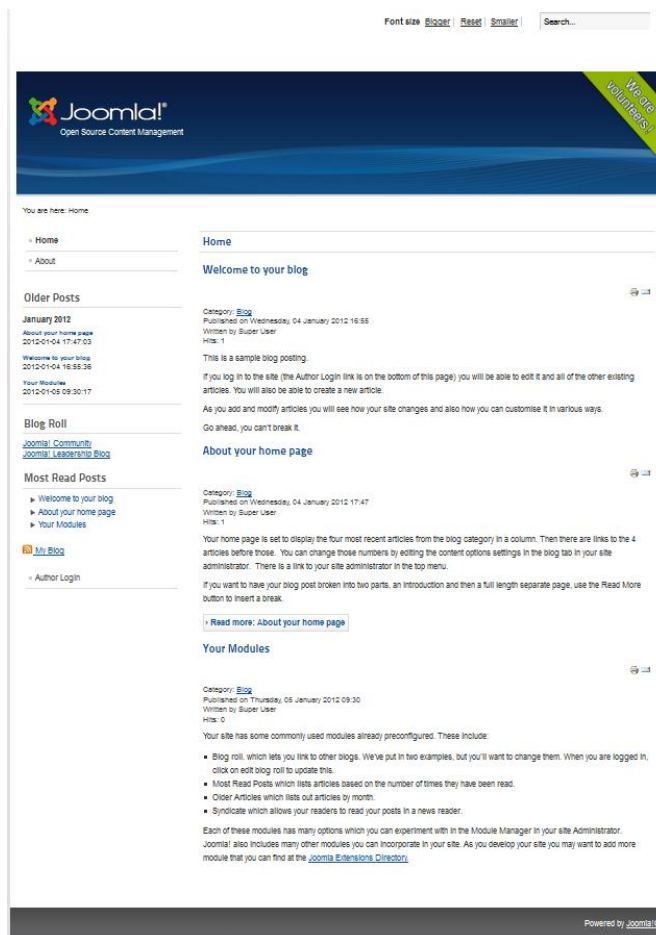 Font size Bigger | Reset | Smaller |
Search...
Joomla!®
Open Source Content Management
We are
volunteers!
You are here: Home
Home
About
Older Posts
January 2012
About your home page
2012-01-04 17:47:03
Welcome to your blog
2012-01-04 16:55:36
Your Modules
2012-01-05 09:30:17
Blog Roll
Joomla! Community
Joomla! Leadership Blog
Most Read Posts
Welcome to your blog
About your home page
Your Modules
My Blog
Author Login
Home
Welcome to your blog
Category: Blog
Published on Wednesday, 04 January 2012 16:55
Written by Super User
Hits: 1
This is a sample blog posting.
If you log in to the site (the Author Login link is on the bottom of this page) you will be able to edit it and all of the other existing
articles. You will also be able to create a new article.
As you add and modify articles you will see how your site changes and also how you can customise it in various ways.
Go ahead, you can't break it.
About your home page
Category: Blog
Published on Wednesday, 04 January 2012 17:47
Written by Super User
Hits: 1
Your home page is set to display the four most recent articles from the blog category in a column. Then there are links to the 4
articles before those. You can change those numbers by editing the content options settings in the blog tab in your site
administrator. There is a link to your site administrator in the top menu.
If you want to have your blog post broken into two parts, an introduction and then a full length separate page, use the Read More
button to insert a break.
Read more: About your home page
Your Modules
Category: Blog
Published on Thursday, 05 January 2012 09:30
Written by Super User
Hits: 0
Your site has some commonly used modules already preconfigured. These include:
Blog roll. which lets you link to other blogs. We've put in two examples, but you'll want to change them. When you are logged in,
click on edit blog roll to update this.
Most Read Posts which lists articles based on the number of times they have been read.
Older Articles which lists out articles by month.
Syndicate which allows your readers to read your posts in a news reader.
Each of these modules has many options which you can experiment with in the Module Manager in your site Administrator.
Joomla! also includes many other modules you can incorporate in your site. As you develop your site you may want to add more
module that you can find at the Joomla Extensions Directory.
Powered by Joomla!®